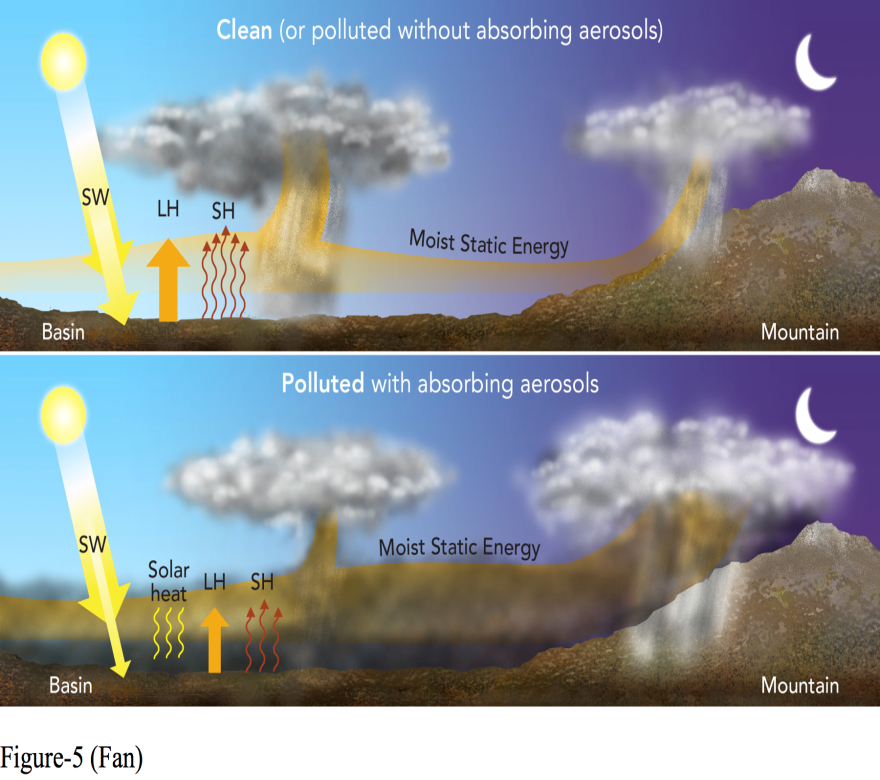 Clean (or polluted without absorbing aerosols)
SW
LH
SH
Moist Static Energy
Basin
Mountain
Polluted with absorbing aerosols
SW
Solar
heat
LH
SH
Moist Static Energy
Basin
Mountain
Figure-5 (Fan)